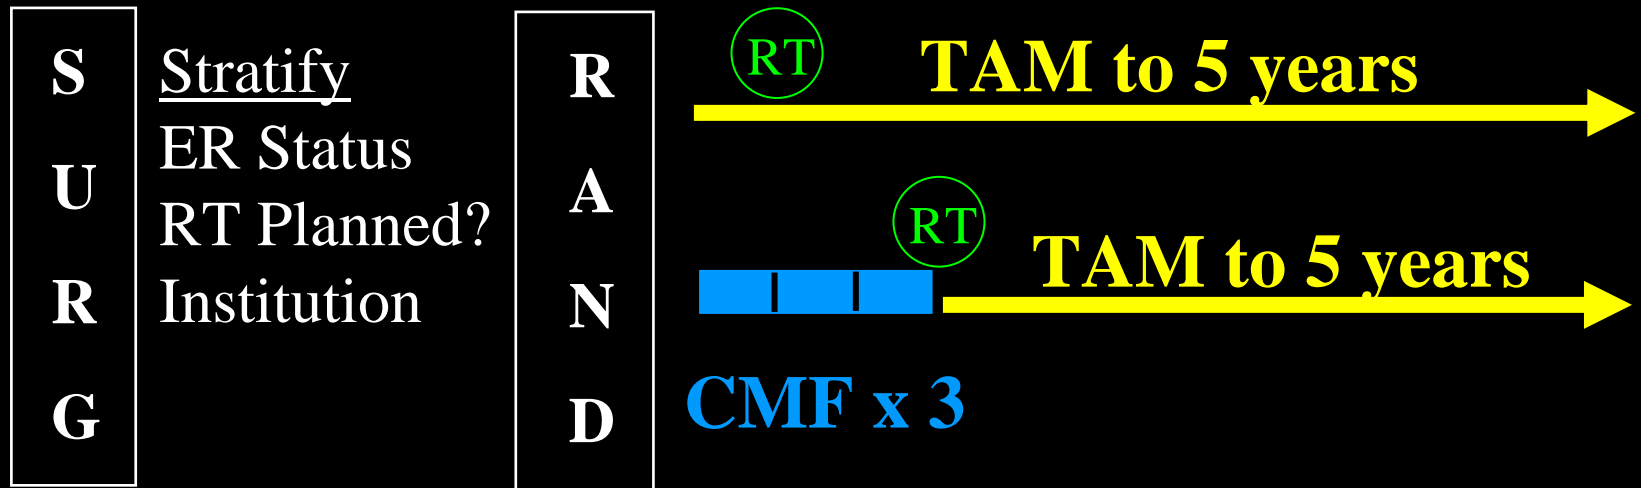 S
U
R
G
Stratify
ER Status
RT Planned?
Institution
R
A
N
D
RT
TAM to 5 years
RT
TAM to 5 years
CMF x 3